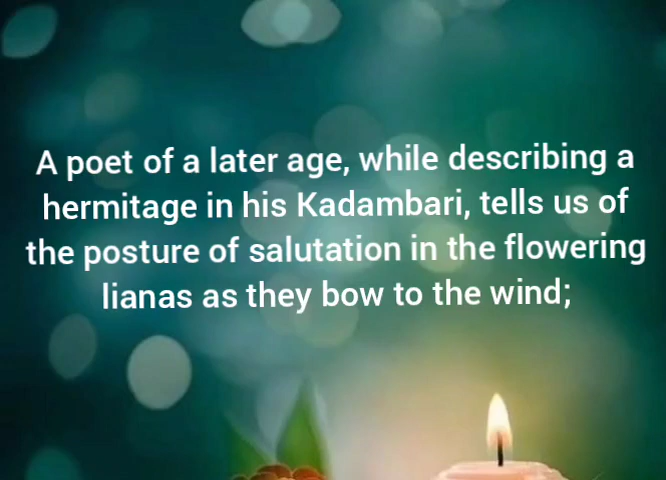 A poet of a later age, while describing a
hermitage in his Kadambari, tells us of
the posture of salutation in the flowering
lianas as they bow to the wind;